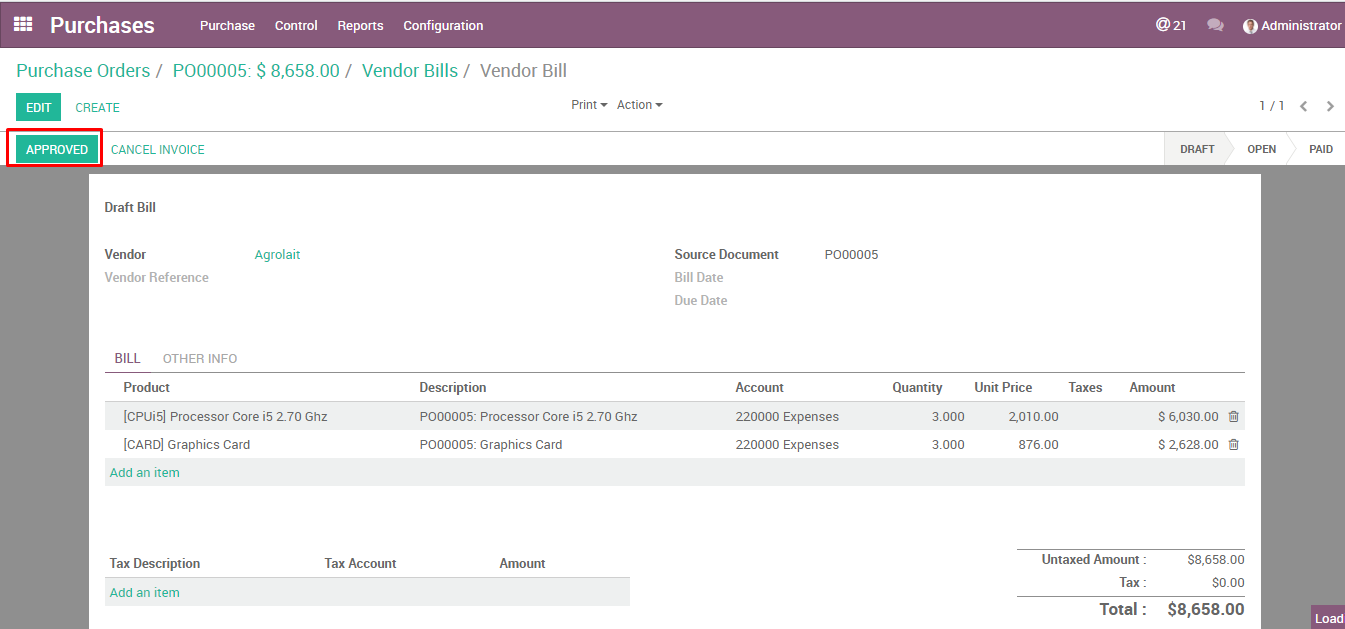 Purchases Purchase Control Reports Configuration @ 21 Administrator
Purchase Orders / PO00005: $ 8,658.00 / Vendor Bills / Vendor Bill
EDIT CREATE Print Action 1 / 1
APPROVED CANCEL INVOICE DRAFT OPEN PAID
Draft Bill
Vendor Agrolait Source Document PO00005
Vendor Reference Bill Date
Due Date
BILL OTHER INFO
Product Description Account Quantity Unit Price Taxes Amount
[CPUi5] Processor Core i5 2.70 Ghz PO00005: Processor Core i5 2.70 Ghz 220000 Expenses 3.000 2,010.00 $ 6,030.00
[CARD] Graphics Card PO00005: Graphics Card 220000 Expenses 3.000 876.00 $ 2,628.00
Add an item
Untaxed Amount : $8,658.00
Tax Description Tax Account Amount
Tax : $0.00
Add an item
Total : $8,658.00
Load